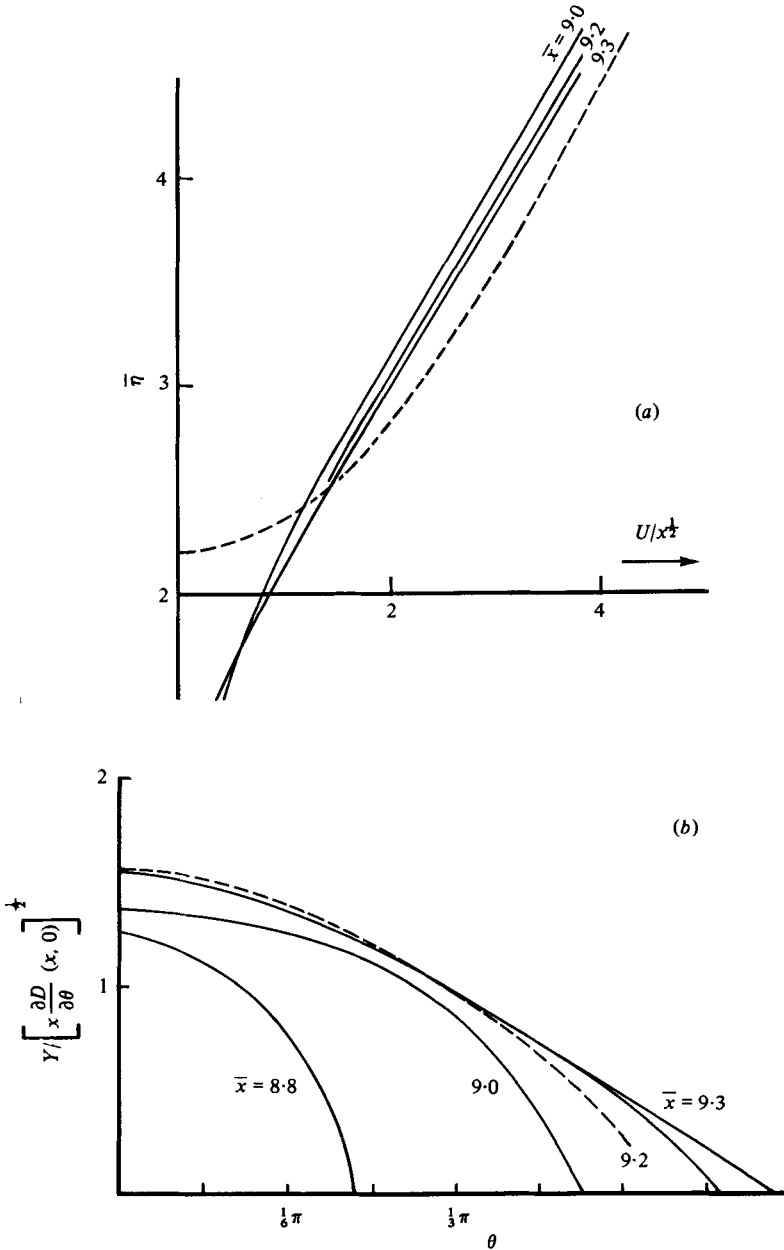 x̄ = 9·0
9·2
9·3
4
η̄
3
(a)
U/x^½
2
2
4
2
(b)
Y/[x ∂D/∂θ (x, 0)]^½
1
x̄ = 8·8
9·0
x̄ = 9·3
9·2
⅙π
⅓π
θ